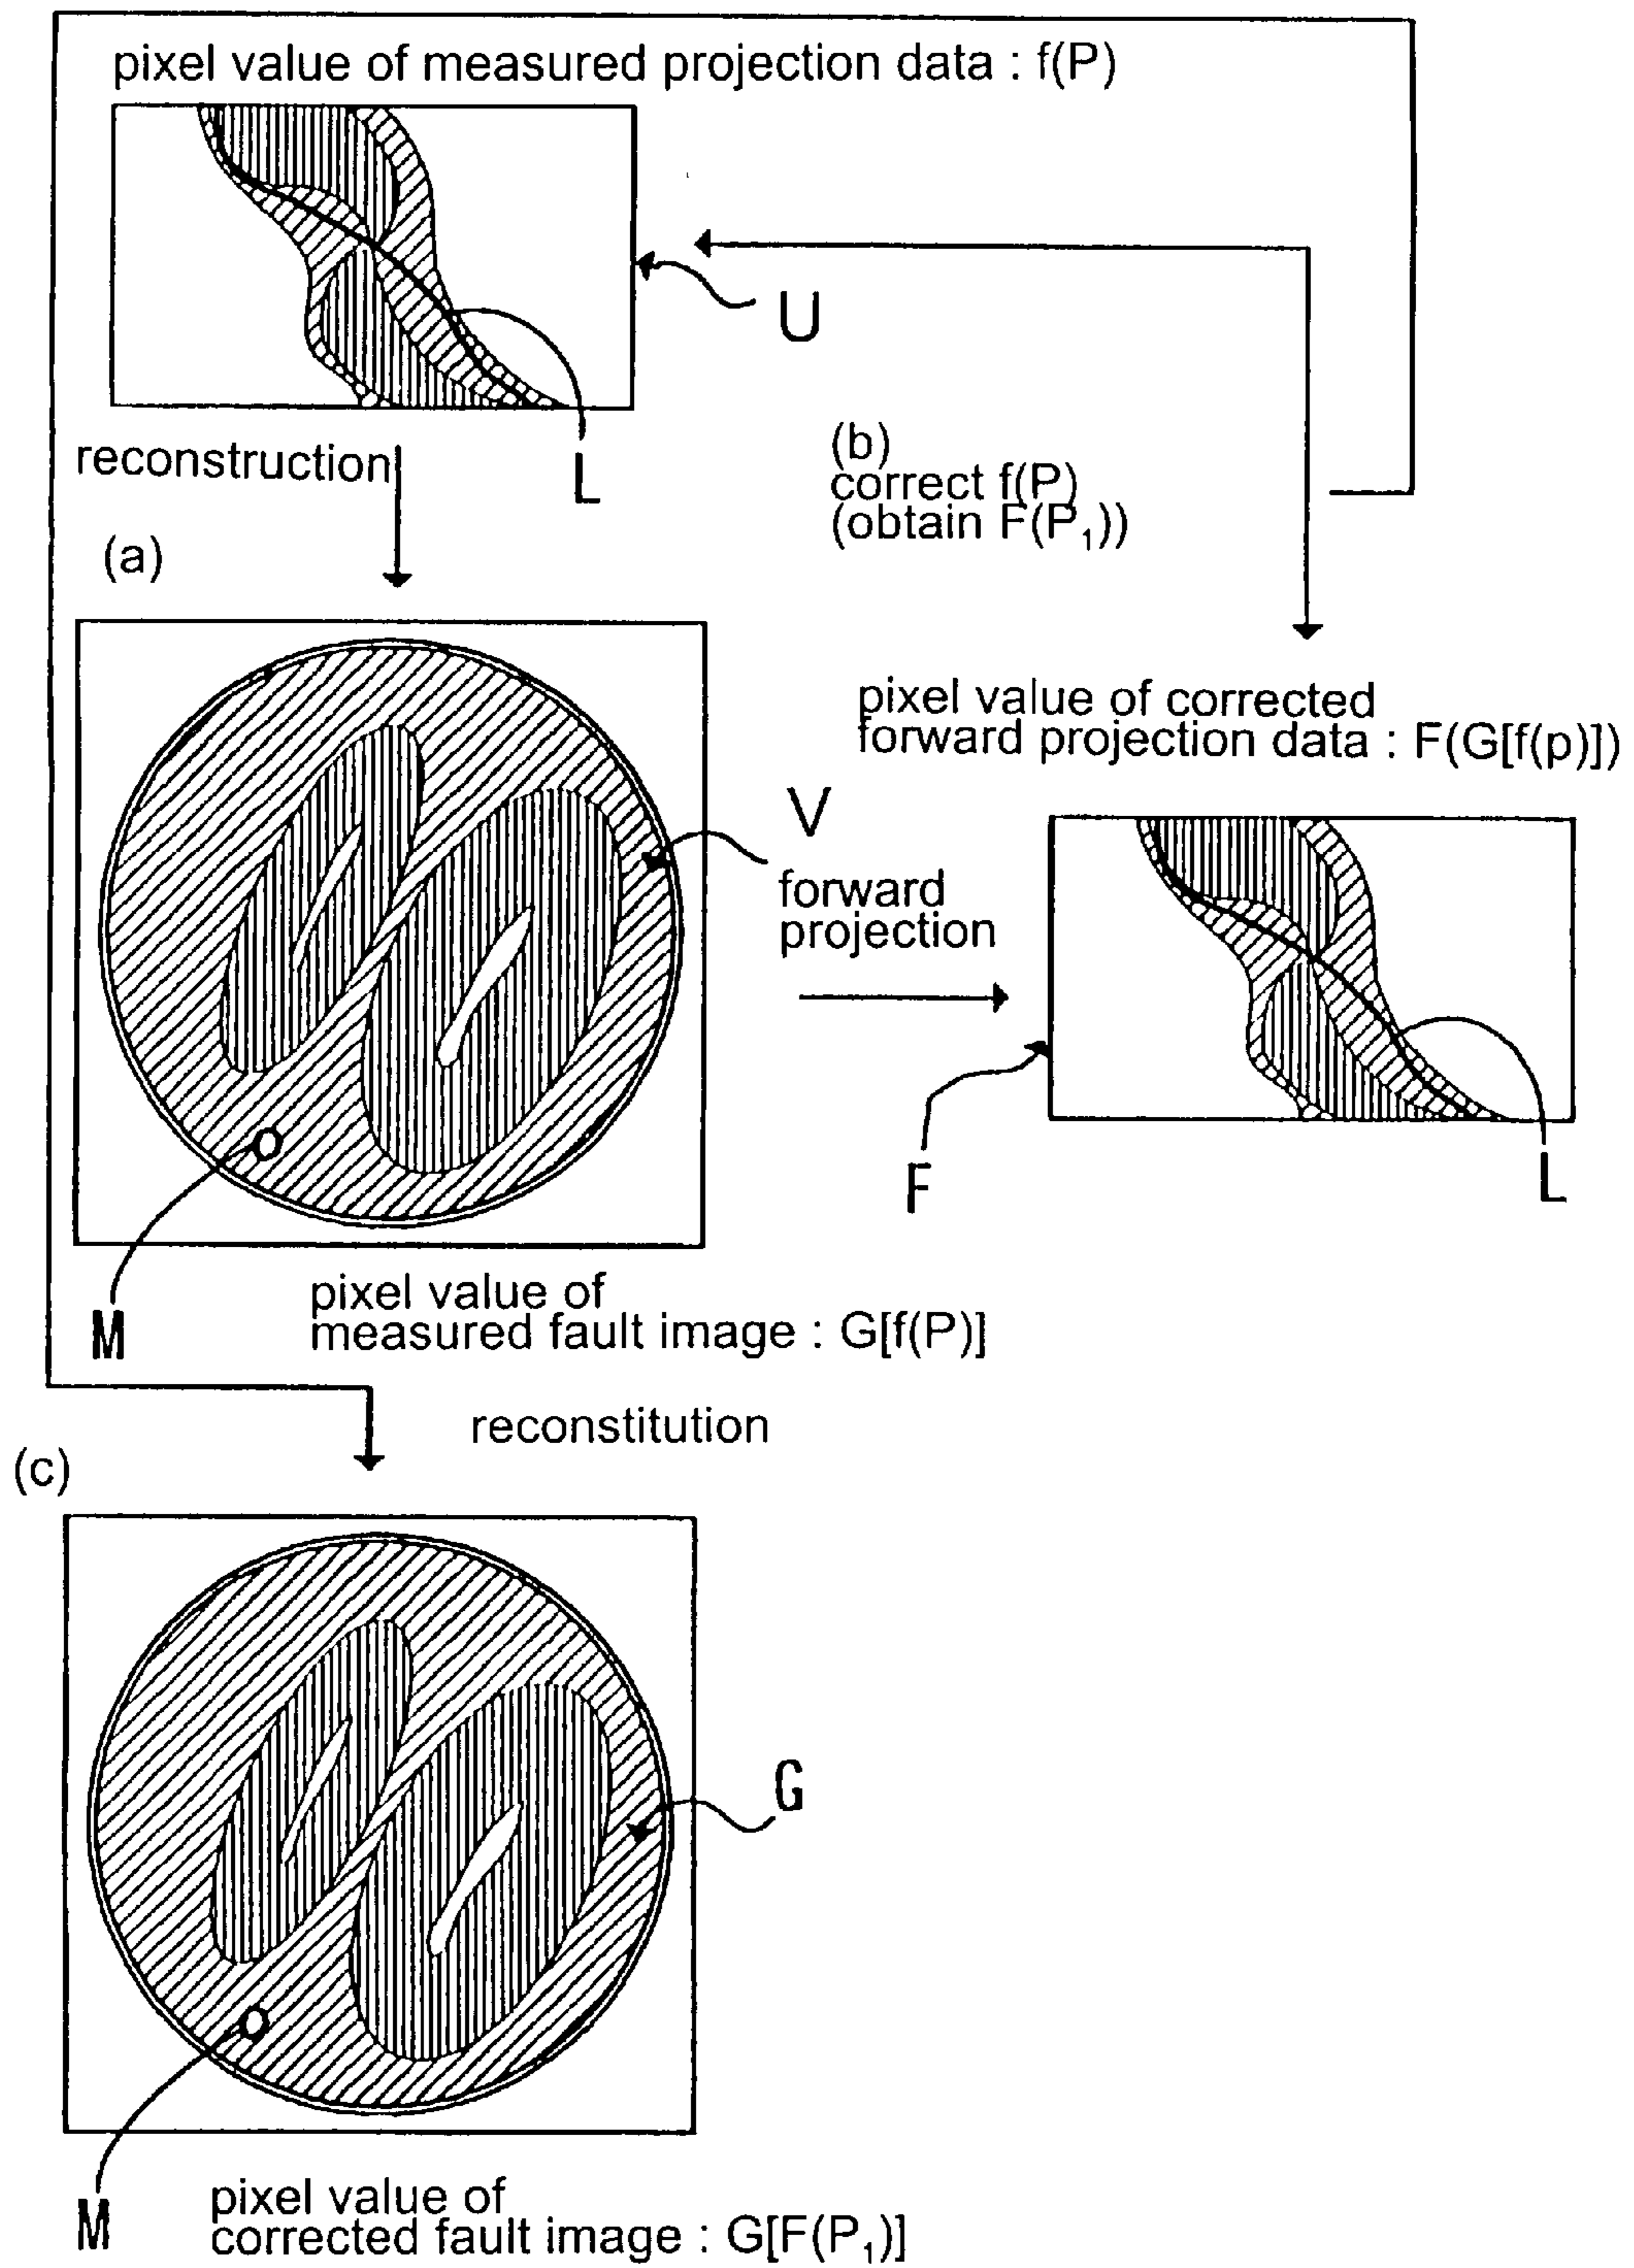 pixel value of measured projection data : f(P)
U
L
reconstruction
(a)
(b)
correct f(P)
(obtain F(P₁))
pixel value of corrected
forward projection data : F(G[f(p)])
V
forward
projection
F
L
M
pixel value of
measured fault image : G[f(P)]
reconstitution
(c)
G
M
pixel value of
corrected fault image : G[F(P₁)]